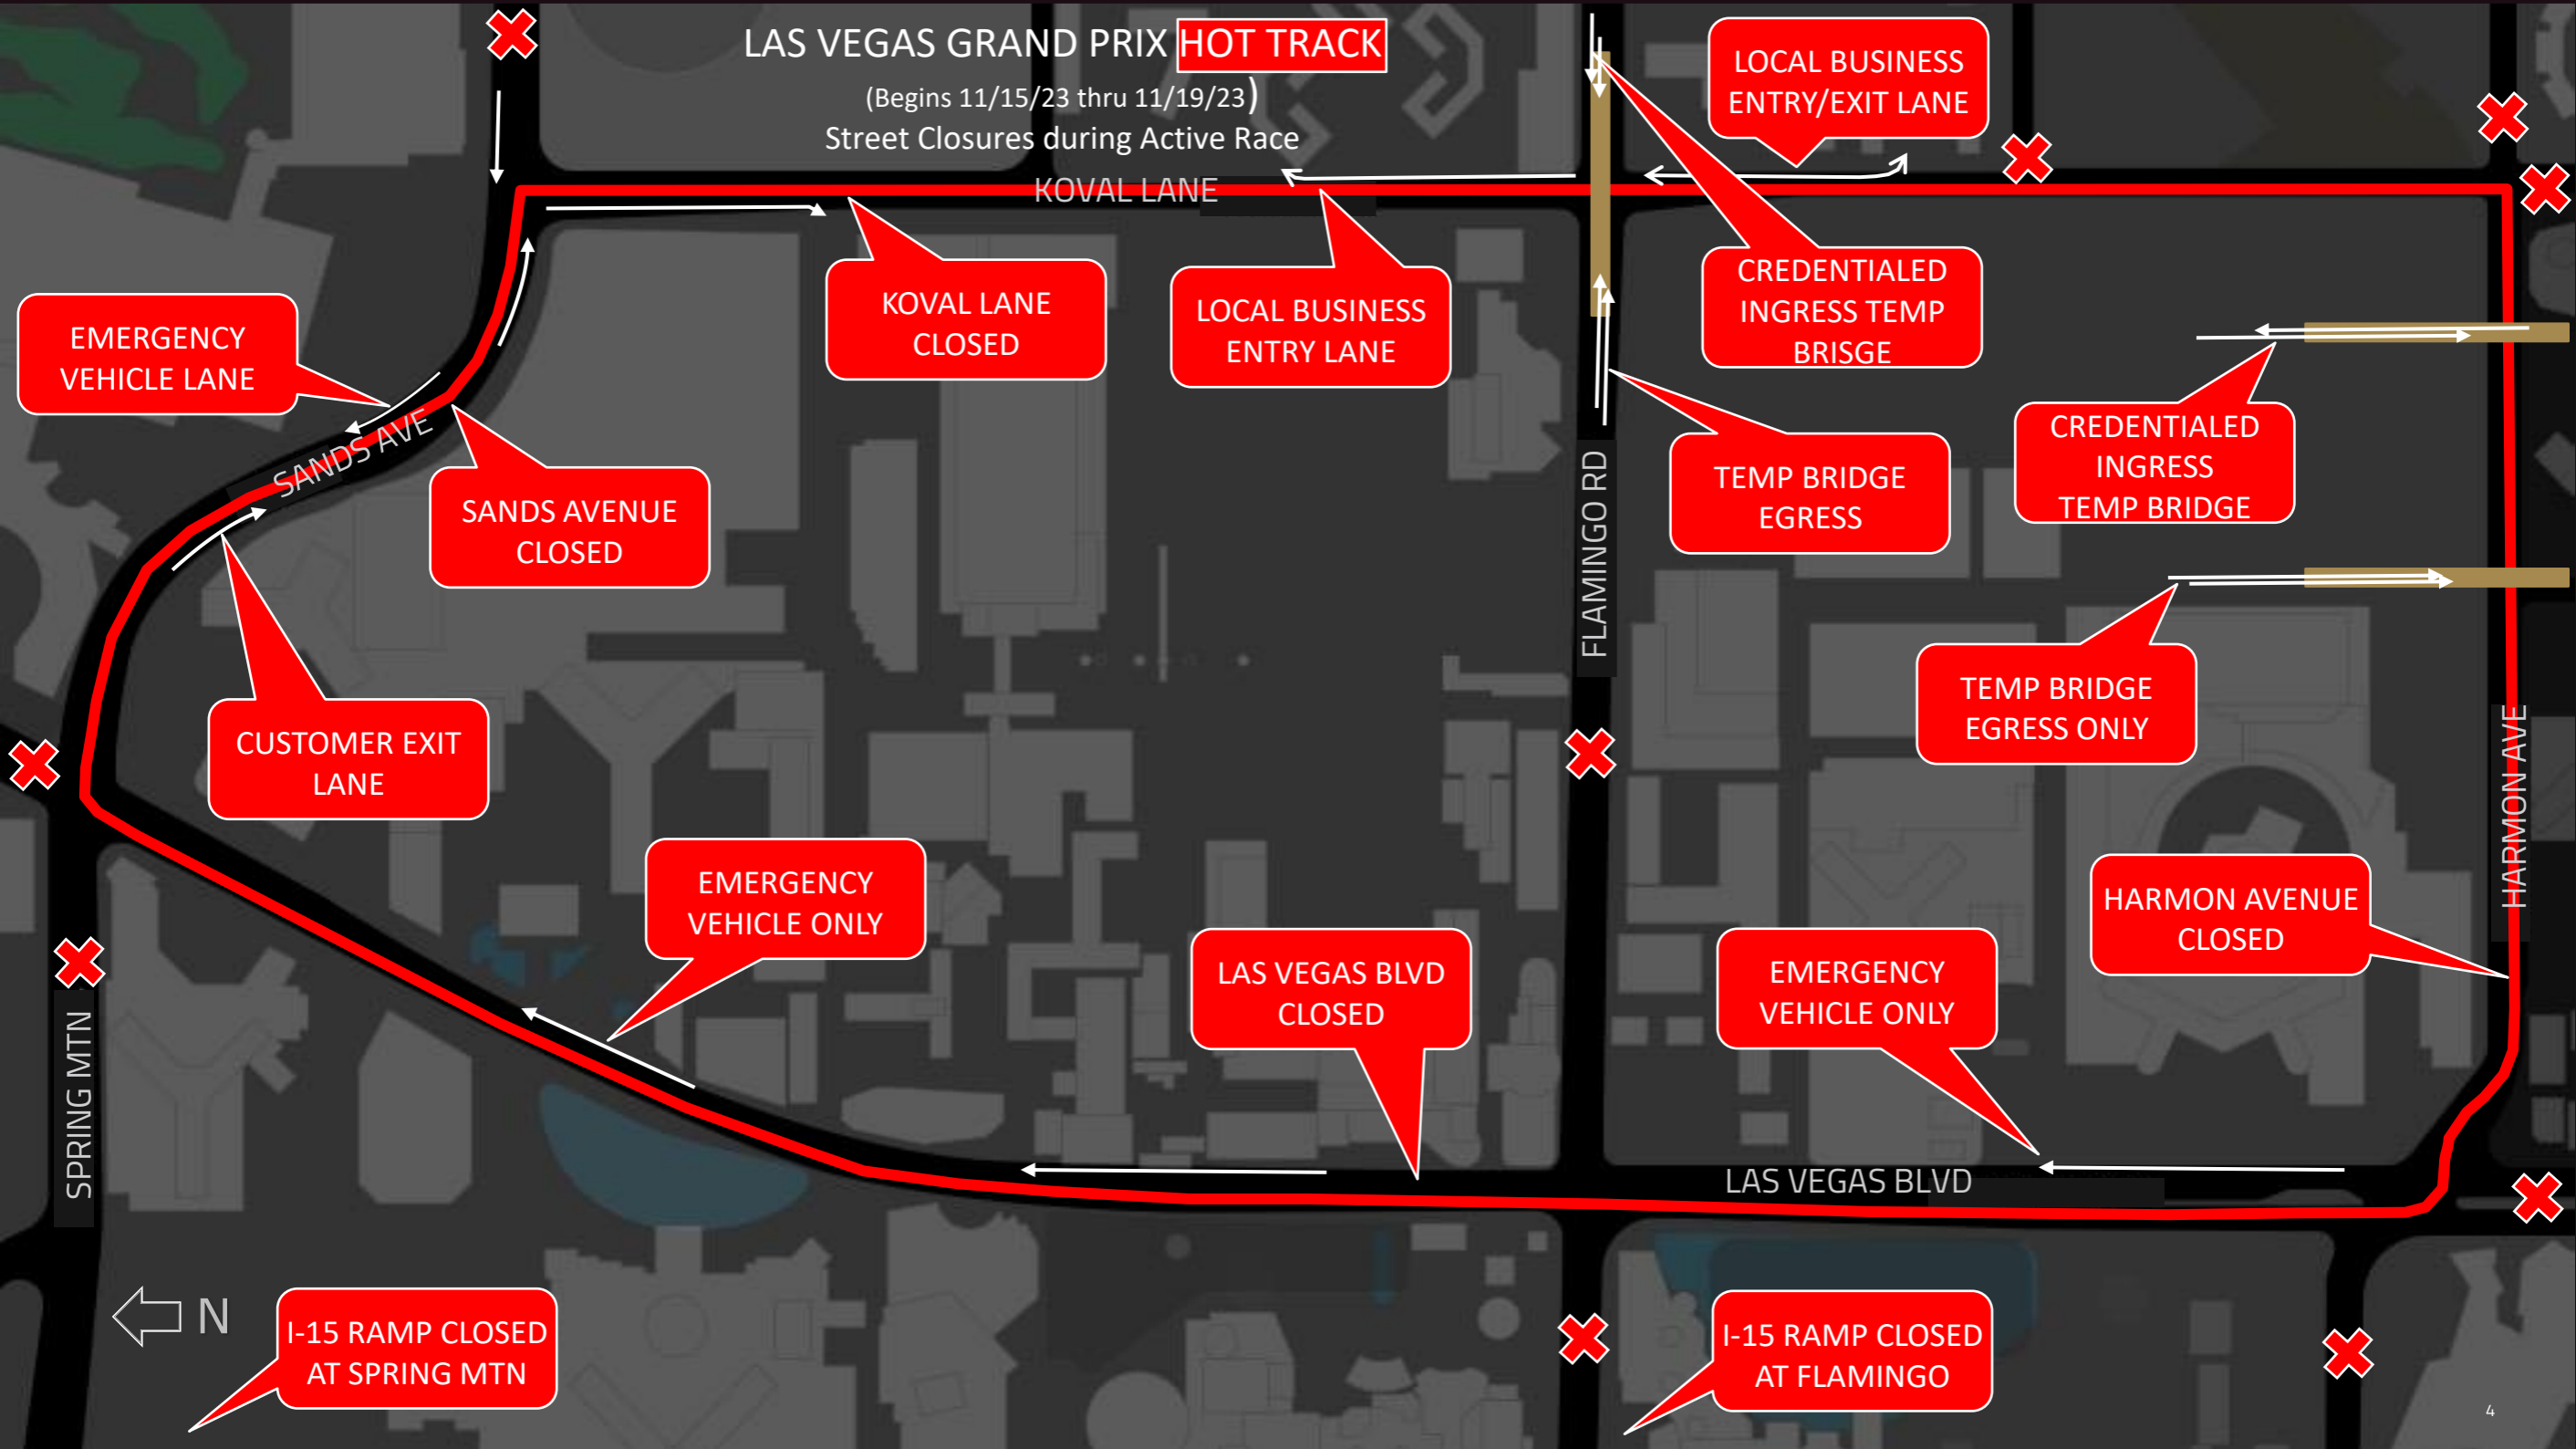 LAS VEGAS GRAND PRIX HOT TRACK
(Begins 11/15/23 thru 11/19/23)
Street Closures during Active Race
LOCAL BUSINESS
ENTRY/EXIT LANE
KOVAL LANE
EMERGENCY
VEHICLE LANE
KOVAL LANE
CLOSED
LOCAL BUSINESS
ENTRY LANE
CREDENTIALED
INGRESS TEMP
BRISGE
SANDS AVE
SANDS AVENUE
CLOSED
FLAMINGO RD
TEMP BRIDGE
EGRESS
CREDENTIALED
INGRESS
TEMP BRIDGE
CUSTOMER EXIT
LANE
TEMP BRIDGE
EGRESS ONLY
HARMON AVE
EMERGENCY
VEHICLE ONLY
LAS VEGAS BLVD
CLOSED
EMERGENCY
VEHICLE ONLY
HARMON AVENUE
CLOSED
SPRING MTN
LAS VEGAS BLVD
N
I-15 RAMP CLOSED
AT SPRING MTN
I-15 RAMP CLOSED
AT FLAMINGO
4